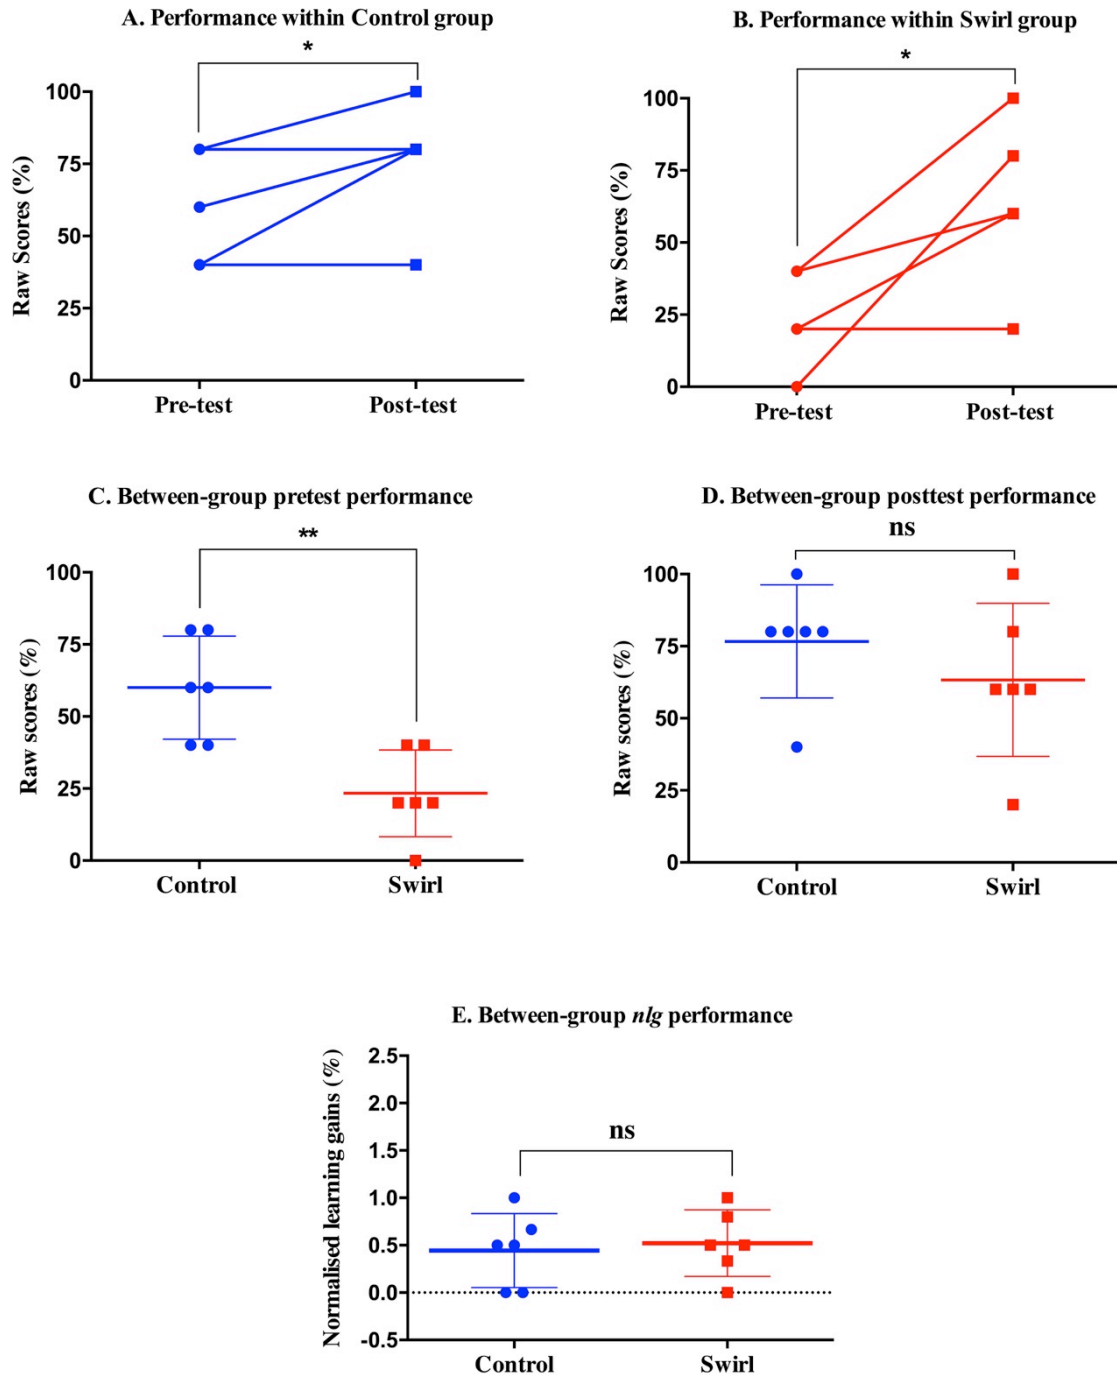 A. Performance within Control group
*
Raw Scores (%)
100
75
50
25
0
Pre-test
Post-test
B. Performance within Swirl group
*
Raw Scores (%)
100
75
50
25
0
Pre-test
Post-test
C. Between-group pretest performance
**
Raw scores (%)
100
75
50
25
0
Control
Swirl
D. Between-group posttest performance
ns
Raw scores (%)
100
75
50
25
0
Control
Swirl
E. Between-group nlg performance
ns
Normalised learning gains (%)
2.5
2.0
1.5
1.0
0.5
0.0
-0.5
Control
Swirl